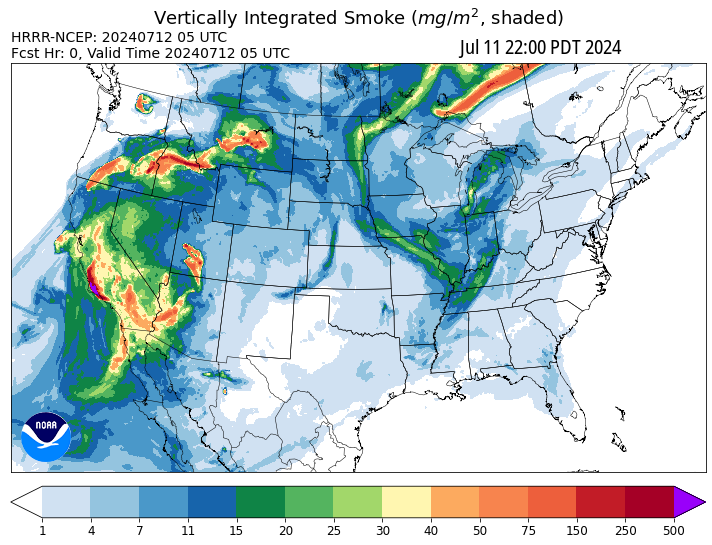 Vertically Integrated Smoke (mg/m², shaded)
HRRR-NCEP: 20240712 05 UTC
Fcst Hr: 0, Valid Time 20240712 05 UTC
Jul 11 22:00 PDT 2024
NOAA
1 4 7 11 15 20 25 30 40 50 75 150 250 500